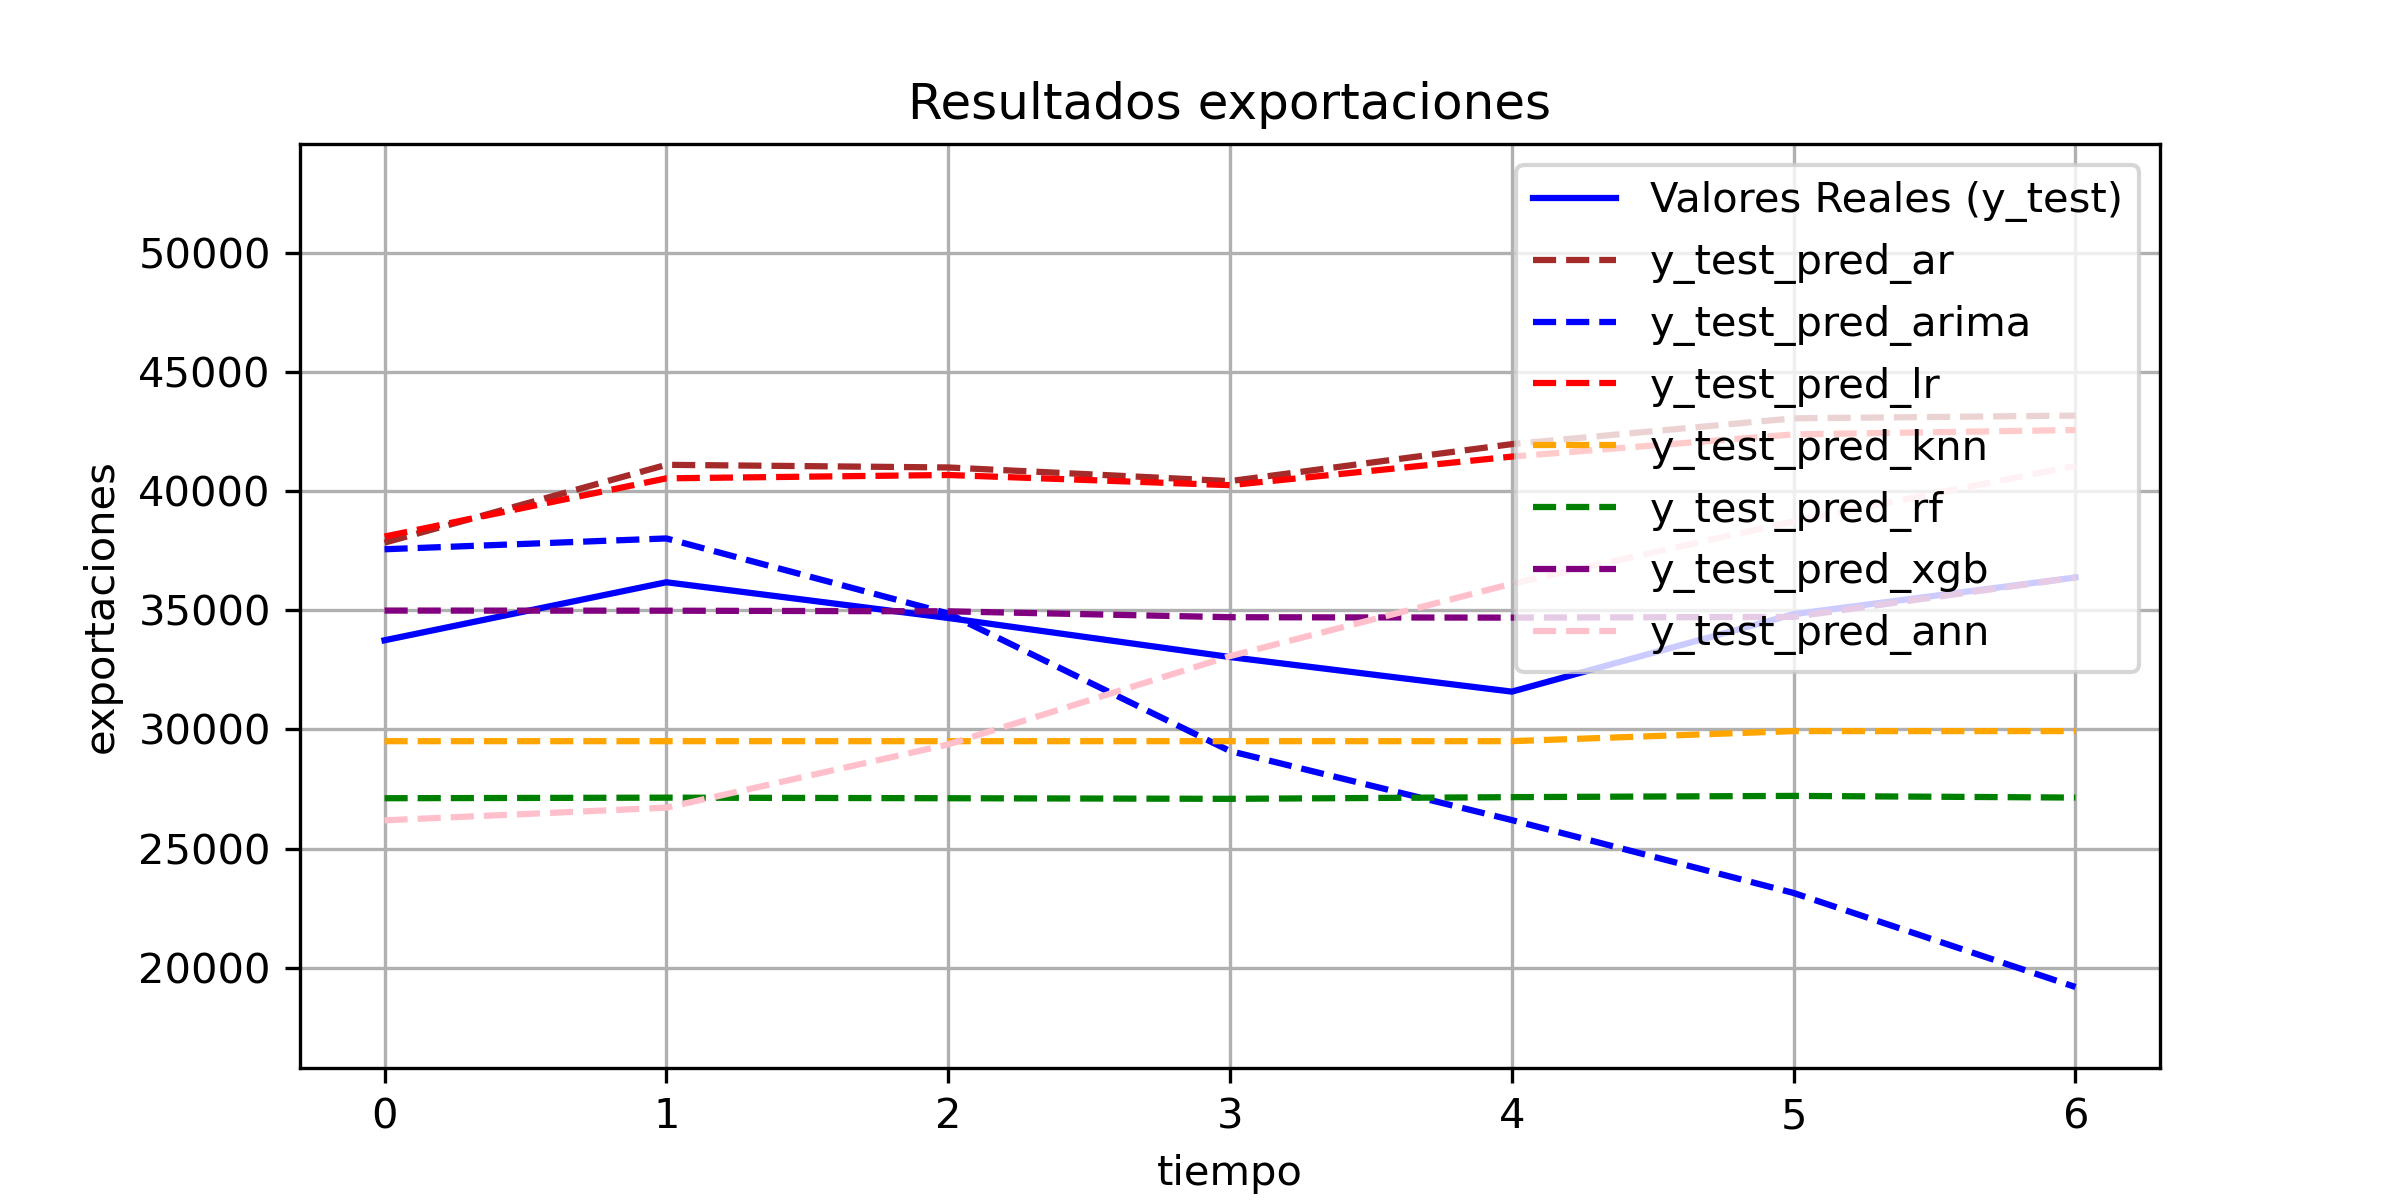 Resultados exportaciones
exportaciones
50000
45000
40000
35000
30000
25000
20000
Valores Reales (y_test)
y_test_pred_ar
y_test_pred_arima
y_test_pred_lr
y_test_pred_knn
y_test_pred_rf
y_test_pred_xgb
y_test_pred_ann
0 1 2 3 4 5 6
tiempo